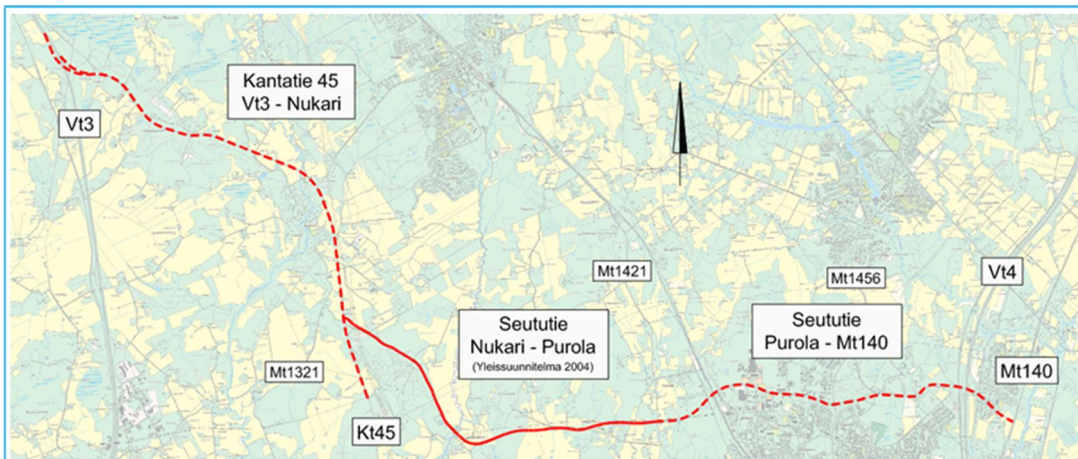 Kantatie 45
Vt3 - Nukari
Vt3
Mt1421
Mt1456
Vt4
Seututie
Nukari - Purola
(Yleissuunnitelma 2004)
Seututie
Purola - Mt140
Mt1321
Mt140
Kt45